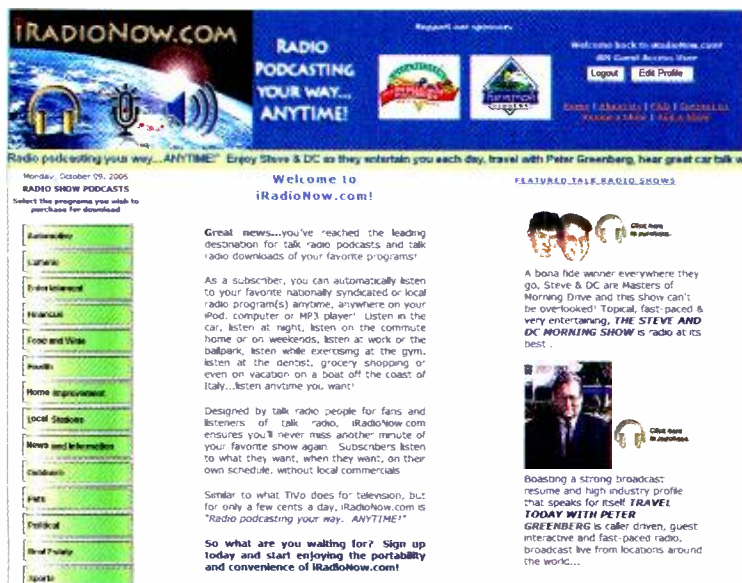 iRADIONOW.COM
RADIO
PODCASTING
YOUR WAY...
ANYTIME!
Support our sponsors
Welcome back to iRadioNow.com!
Guest Access User
Logout Edit Profile
Home | About Us | FAQ | Contact Us
Radio podcasting your way...ANYTIME!" Enjoy Steve & DC as they entertain you each day, travel with Peter Greenberg, hear great car talk w
Monday, October 09, 2006
RADIO SHOW PODCASTS
Select the programs you wish to
purchase for download
Automotive
Entertainment
Financial
Food and Wine
Health
Home Improvement
Local Stations
News and Information
Outdoors
Pets
Political
Real Estate
Sports
Welcome to
iRadioNow.com!
Great news...you've reached the leading
destination for talk radio podcasts and talk
radio downloads of your favorite programs!
As a subscriber, you can automatically listen
to your favorite nationally syndicated or local
radio program(s) anytime, anywhere on your
iPod, computer or MP3 player! Listen in the
car, listen at night, listen on the commute
home or on weekends, listen at work or the
ballpark, listen while exercising at the gym,
listen at the dentist, grocery shopping or
even on vacation on a boat off the coast of
Italy...listen anytime you want!
Designed by talk radio people for fans and
listeners of talk radio, iRadioNow.com
ensures you'll never miss another minute of
your favorite show again. Subscribers listen
to what they want, when they want, on their
own schedule, without local commercials
Similar to what TiVo does for television, but
for only a few cents a day, iRadioNow.com is
"Radio podcasting your way. ANYTIME!"
So what are you waiting for? Sign up
today and start enjoying the portability
and convenience of iRadioNow.com!
FEATURED TALK RADIO SHOWS
Click here
to purchase.
A bona fide winner everywhere they
go, Steve & DC are Masters of
Morning Drive and this show can't
be overlooked! Topical, fast-paced &
very entertaining, THE STEVE AND
DC MORNING SHOW is radio at its
best.
Click here
to purchase.
Boasting a strong broadcast
resume and high industry profile
that speaks for itself TRAVEL
TODAY WITH PETER
GREENBERG is caller driven, guest
interactive and fast-paced radio,
broadcast live from locations around
the world...